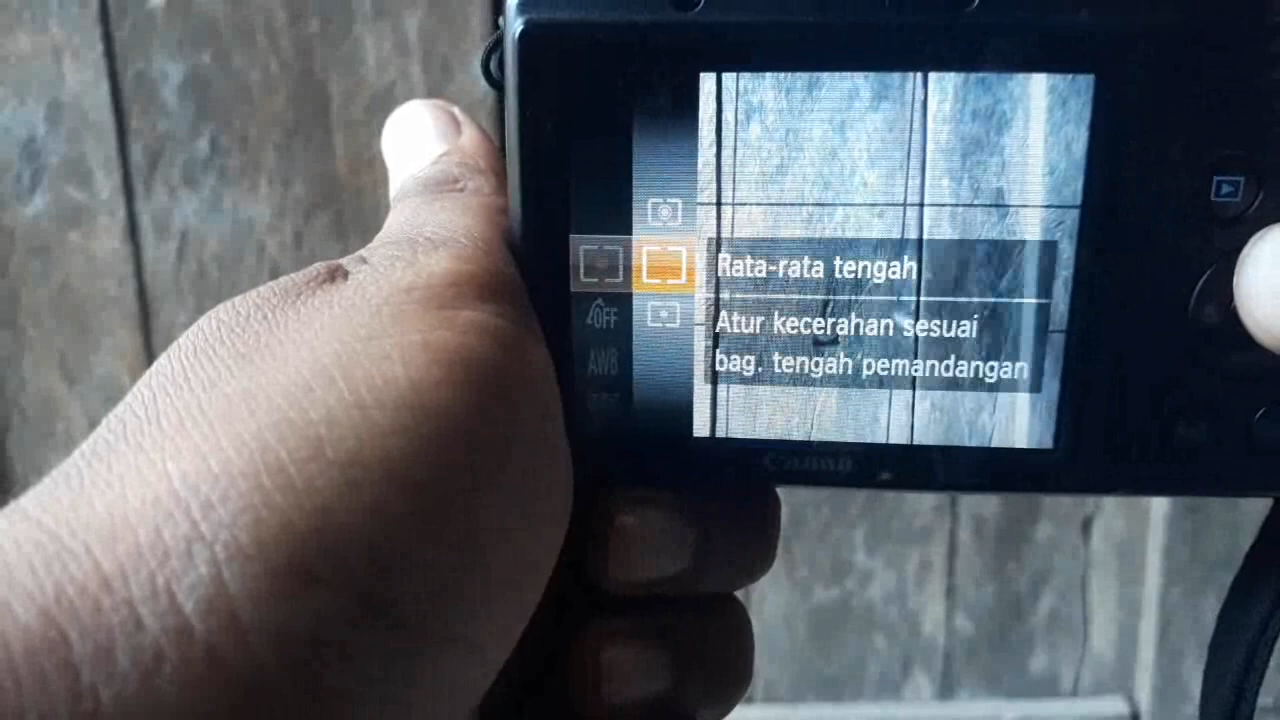 Rata-rata tengah
OFF
Atur kecerahan sesuai
AWB
bag. tengah pemandangan
Canon